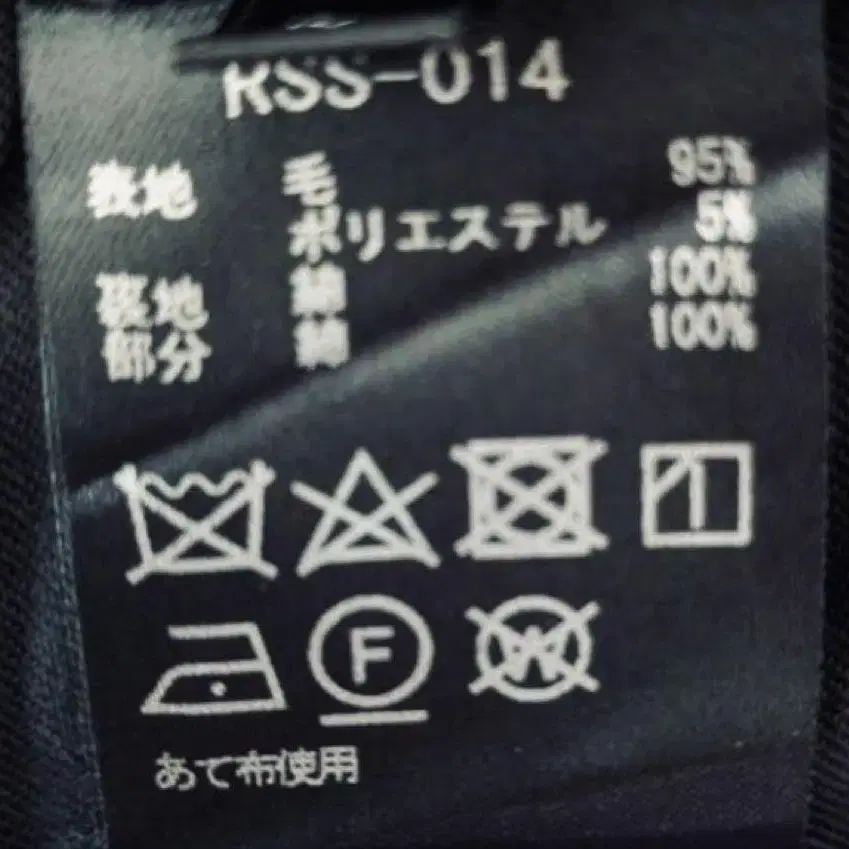 RSS-014
表地 毛 95%
ポリエステル 5%
裏地 綿 100%
部分 綿 100%
F
W
あて布使用